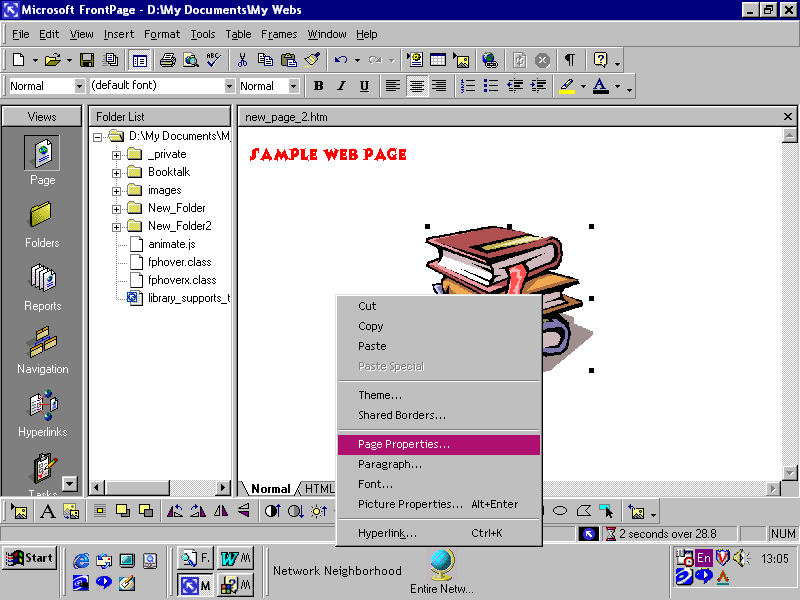 Microsoft FrontPage - D:\My Documents\My Webs
File Edit View Insert Format Tools Table Frames Window Help
Normal (default font) Normal B I U A
Views Folder List new_page_2.htm
D:\My Documents\M
_private
Booktalk
images
New_Folder
New_Folder2
animate.js
fphover.class
fphoverx.class
library_supports_t
Page
Folders
Reports
Navigation
Hyperlinks
Tasks
SAMPLE WEB PAGE
Cut
Copy
Paste
Paste Special
Theme...
Shared Borders...
Page Properties...
Paragraph...
Font...
Picture Properties... Alt+Enter
Hyperlink... Ctrl+K
Normal HTML
A
2 seconds over 28.8 NUM
Start F. M M M Network Neighborhood Entire Netw... En 13:05